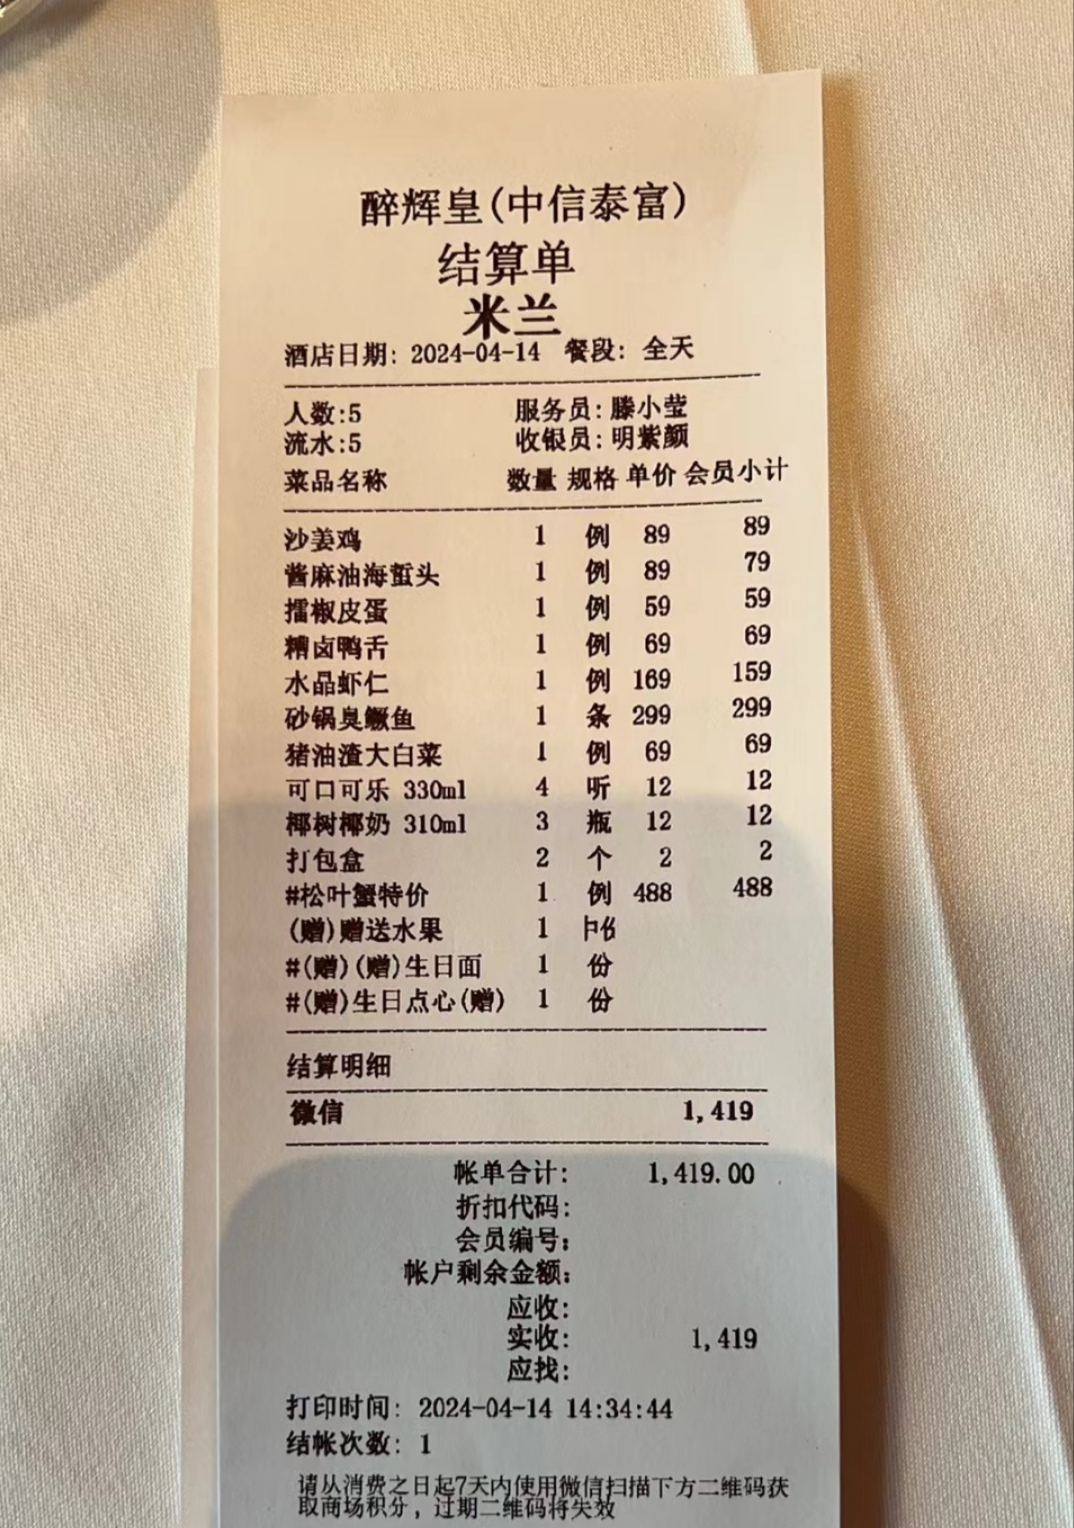 醉辉皇(中信泰富)
结算单
米兰
酒店日期: 2024-04-14 餐段: 全天
人数:5 服务员:滕小莹
流水:5 收银员:明紫颜
菜品名称 数量 规格 单价 会员小计
沙姜鸡 1 例 89 89
酱麻油海蜇头 1 例 89 79
擂椒皮蛋 1 例 59 59
糟卤鸭舌 1 例 69 69
水晶虾仁 1 例 169 159
砂锅臭鳜鱼 1 条 299 299
猪油渣大白菜 1 例 69 69
可口可乐 330ml 4 听 12 12
椰树椰奶 310ml 3 瓶 12 12
打包盒 2 个 2 2
#松叶蟹特价 1 例 488 488
(赠)赠送水果 1
#(赠)(赠)生日面 1 份
#(赠)生日点心(赠) 1 份
结算明细
微信 1,419
帐单合计: 1,419.00
折扣代码:
会员编号:
帐户剩余金额:
应收:
实收: 1,419
应找:
打印时间: 2024-04-14 14:34:44
结帐次数: 1
请从消费之日起7天内使用微信扫描下方二维码获
取商场积分，过期二维码将失效